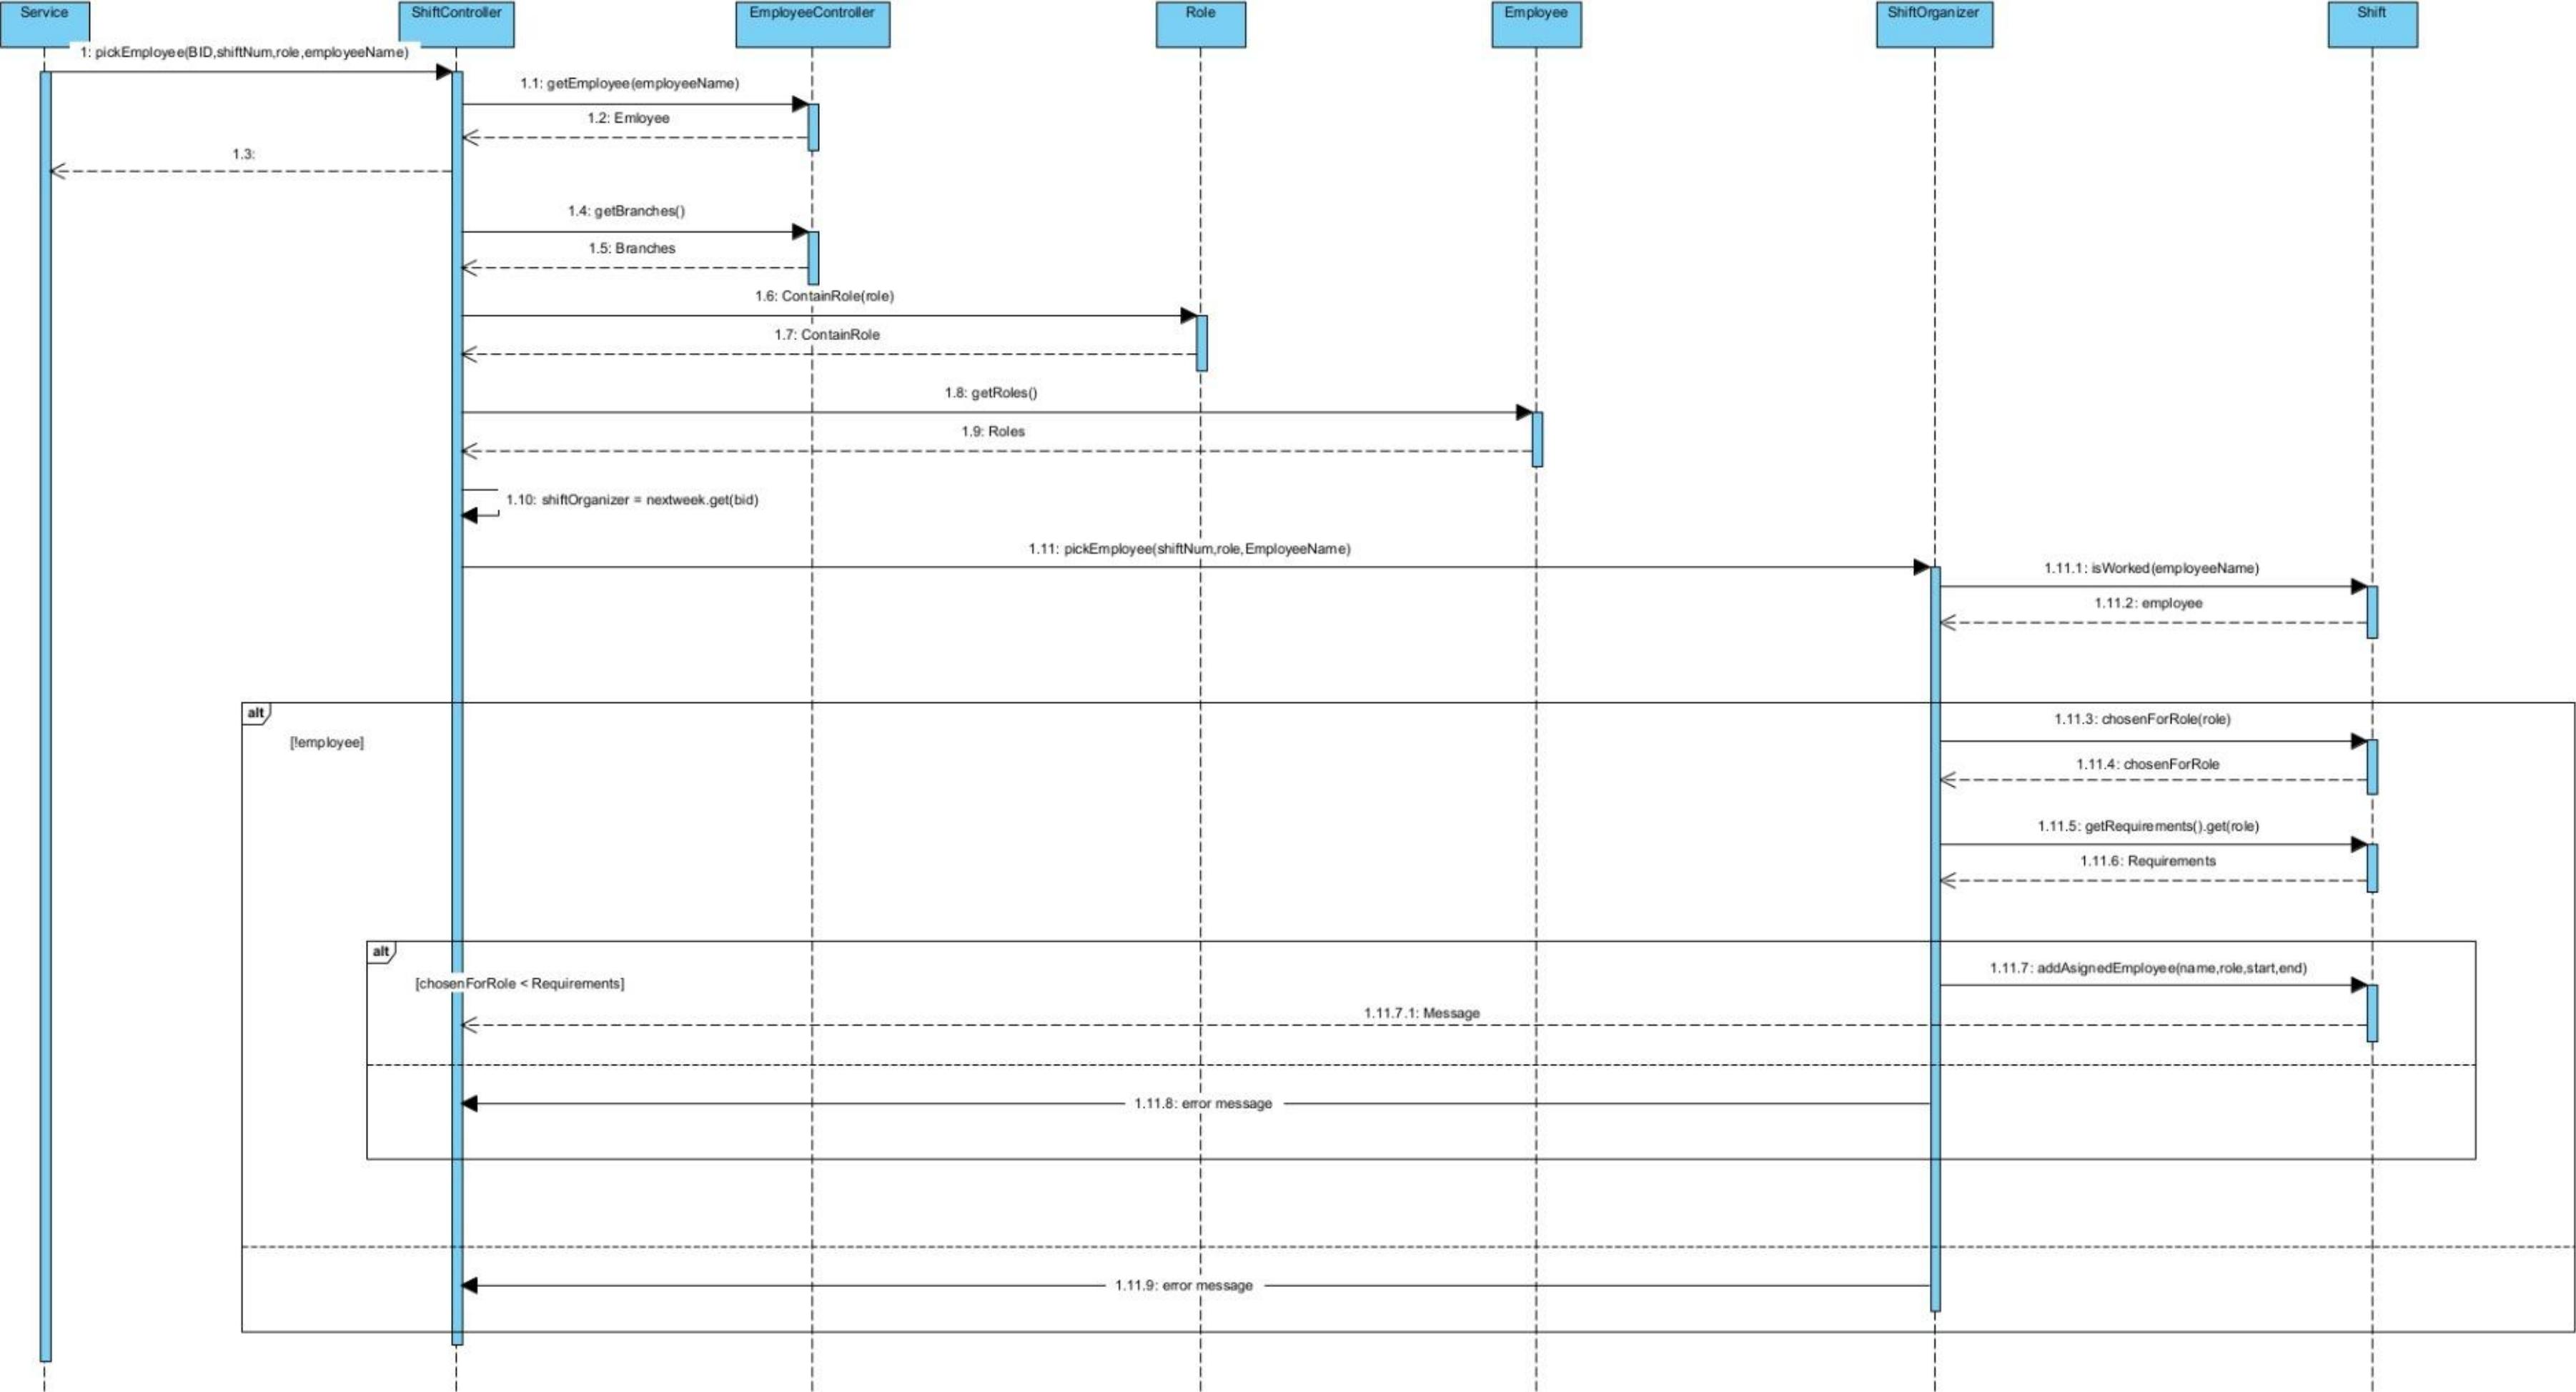 Service
ShiftController
EmployeeController
Role
Employee
ShiftOrganizer
Shift
1: pickEmployee(BID,shiftNum,role,employeeName)
1.1: getEmployee(employeeName)
1.2: Emloyee
1.3:
1.4: getBranches()
1.5: Branches
1.6: ContainRole(role)
1.7: ContainRole
1.8: getRoles()
1.9: Roles
1.10: shiftOrganizer = nextweek.get(bid)
1.11: pickEmployee(shiftNum,role,EmployeeName)
1.11.1: isWorked(employeeName)
1.11.2: employee
alt
[!employee]
1.11.3: chosenForRole(role)
1.11.4: chosenForRole
1.11.5: getRequirements().get(role)
1.11.6: Requirements
alt
[chosenForRole < Requirements]
1.11.7: addAsignedEmployee(name,role,start,end)
1.11.7.1: Message
1.11.8: error message
1.11.9: error message